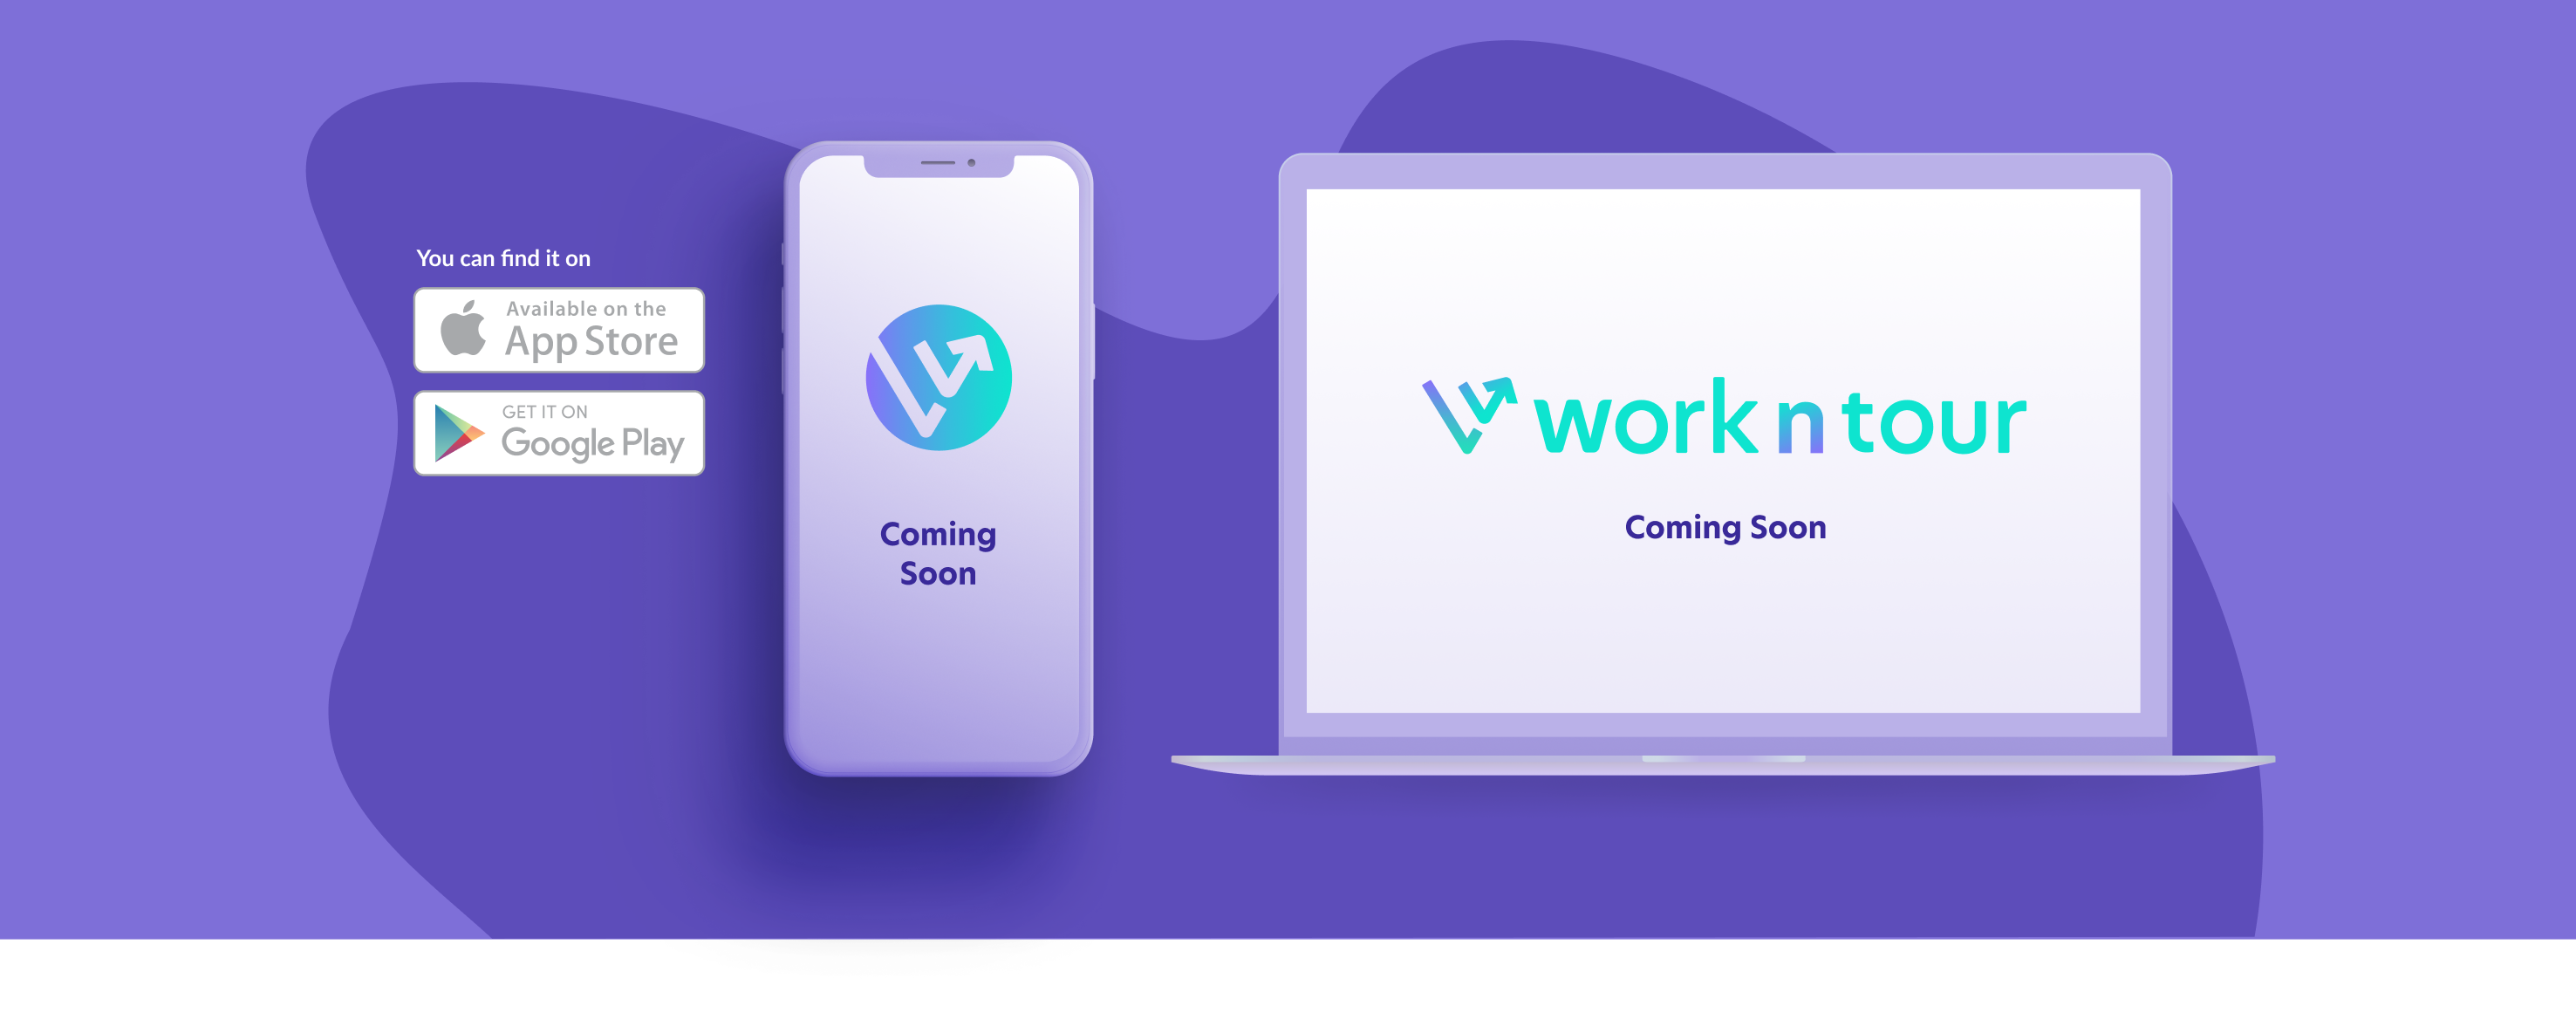 You can find it on
Available on the
App Store
GET IT ON
Google Play
Coming
Soon
work n tour
Coming Soon